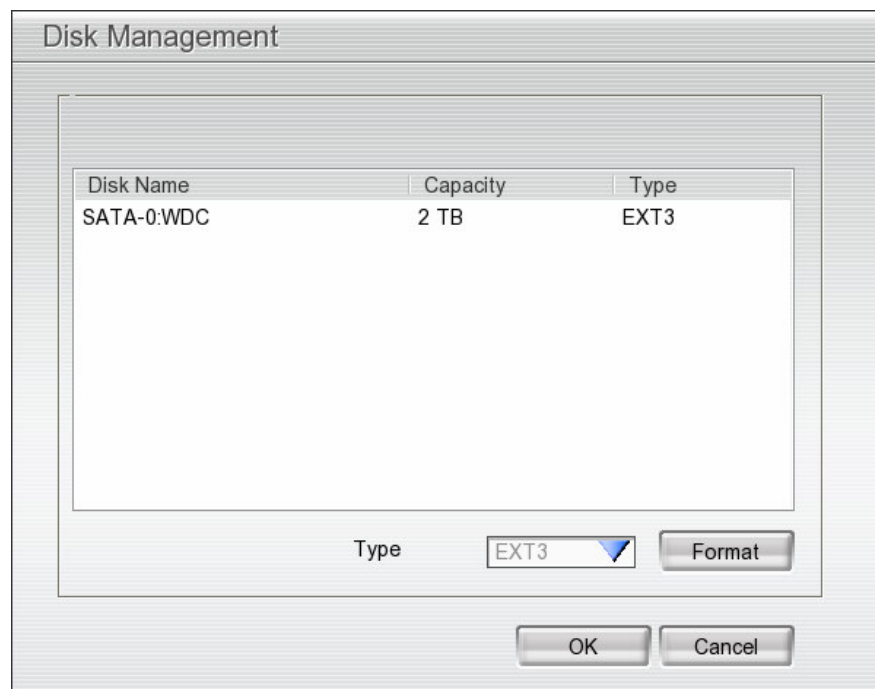 Disk Management
Disk Name Capacity Type
SATA-0:WDC 2 TB EXT3
Type EXT3 Format
OK Cancel